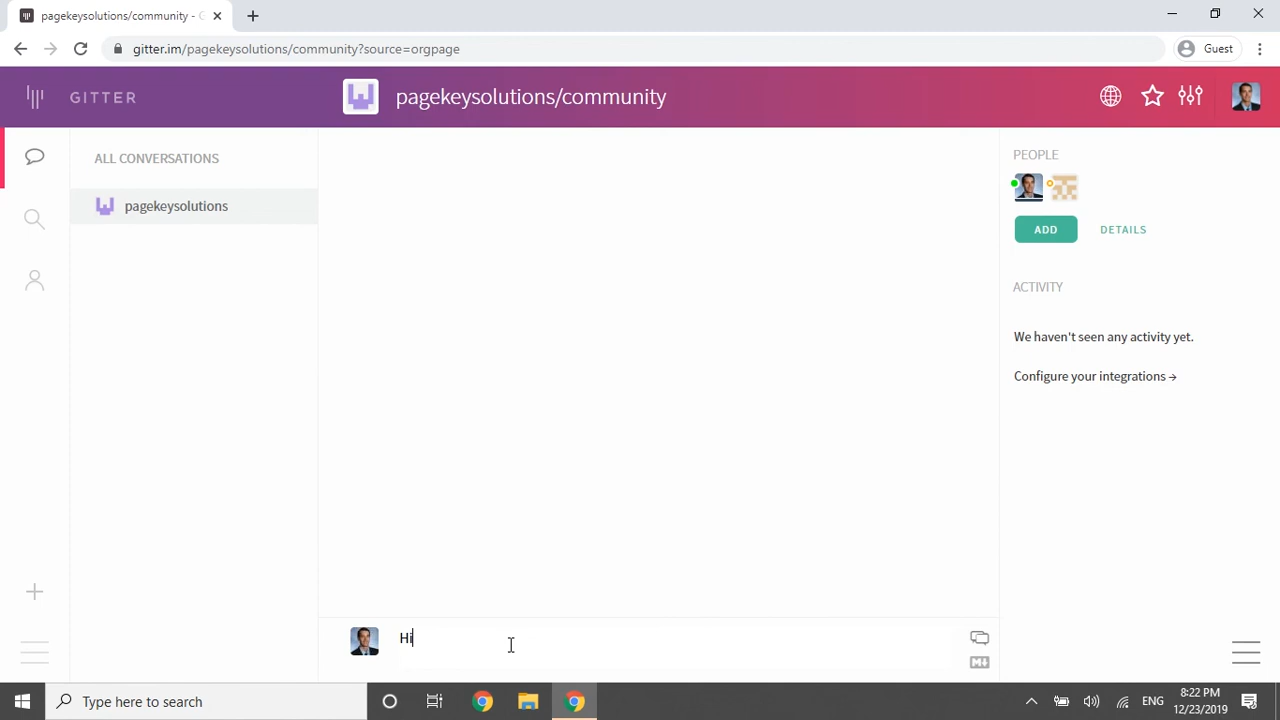 pagekeysolutions/community - G
gitter.im/pagekeysolutions/community?source=orgpage
Guest
GITTER
pagekeysolutions/community
ALL CONVERSATIONS
pagekeysolutions
PEOPLE
ADD
DETAILS
ACTIVITY
We haven't seen any activity yet.
Configure your integrations →
Hi
M
Type here to search
ENG
8:22 PM
12/23/2019